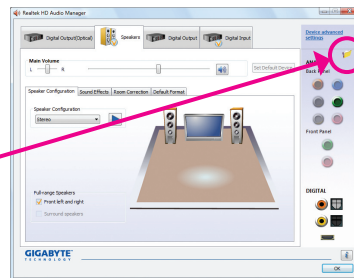 Realtek HD Audio Manager
Digital Output(Optical)
Speakers
Digital Output
Digital Input
Device advanced
settings
Main Volume
L
R
Set Default Device
AN
Back Panel
Speaker Configuration
Sound Effects
Room Correction
Default Format
Speaker Configuration
Stereo
Front Panel
Full-range Speakers
Front left and right
Surround speakers
DIGITAL
GIGABYTE
TECHNOLOGY
i
OK